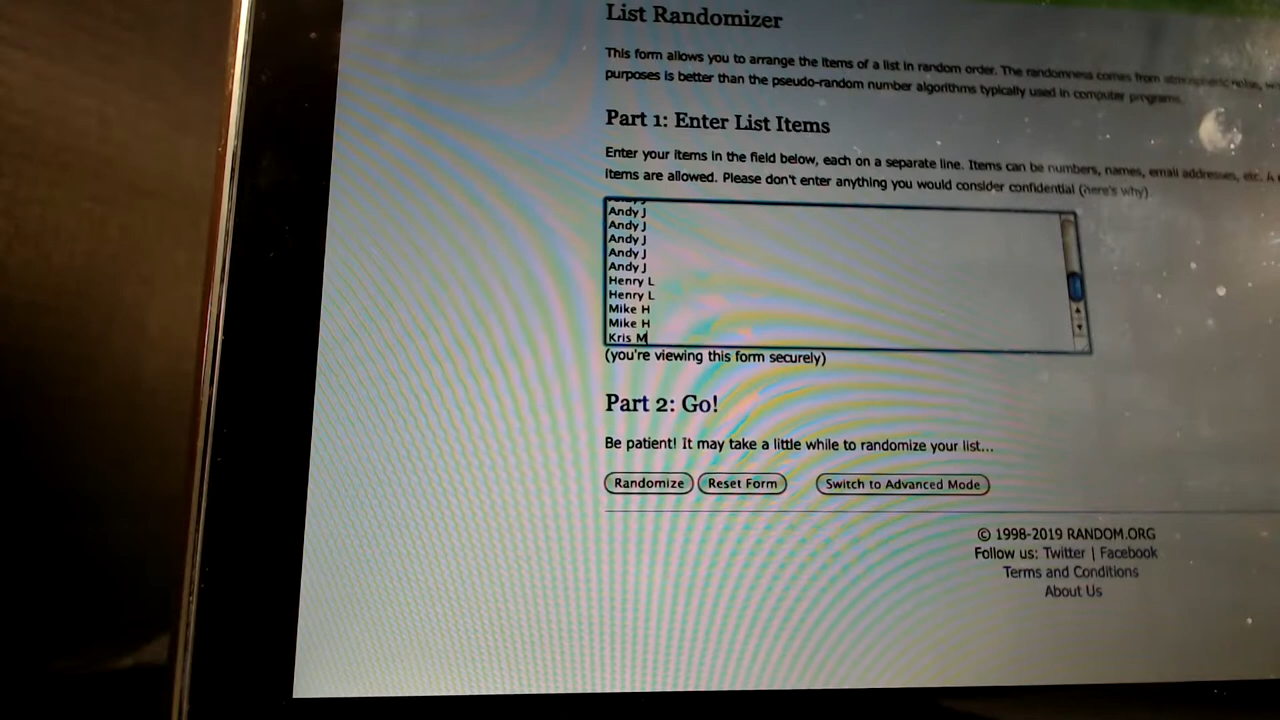 List Randomizer
This form allows you to arrange the items of a list in random order. The randomness comes from atmospheric noise,
purposes is better than the pseudo-random number algorithms typically used in computer programs.
Part 1: Enter List Items
Enter your items in the field below, each on a separate line. Items can be numbers, names, email addresses, etc. A
items are allowed. Please don't enter anything you would consider confidential (here's why).
Andy J
Andy J
Andy J
Andy J
Andy J
Henry L
Henry L
Mike H
Mike H
Kris M
(you're viewing this form securely)
Part 2: Go!
Be patient! It may take a little while to randomize your list...
Randomize Reset Form Switch to Advanced Mode
© 1998-2019 RANDOM.ORG
Follow us: Twitter | Facebook
Terms and Conditions
About Us